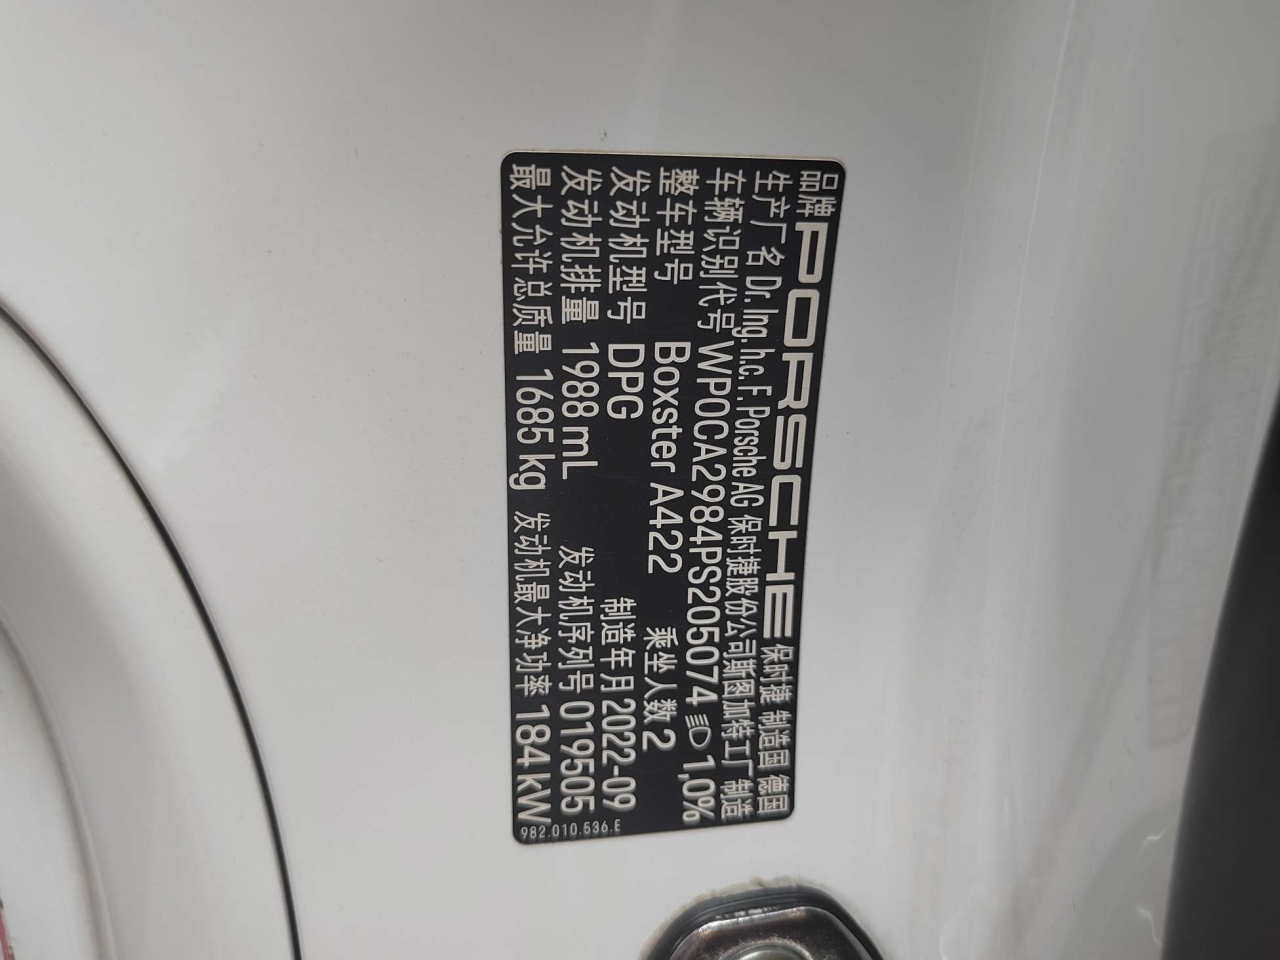 品牌 PORSCHE 保时捷 制造国 德国
生产厂名 Dr. Ing. h.c. F. Porsche AG 保时捷股份公司斯图加特工厂 制造
车辆识别代号 WP0CA2984PS205074 1,0%
整车型号 Boxster A422 乘坐人数 2
发动机型号 DPG 制造年月 2022-09
发动机排量 1988 mL 发动机序列号 019505
最大允许总质量 1685 kg 发动机最大净功率 184 kW
982.010.536.E